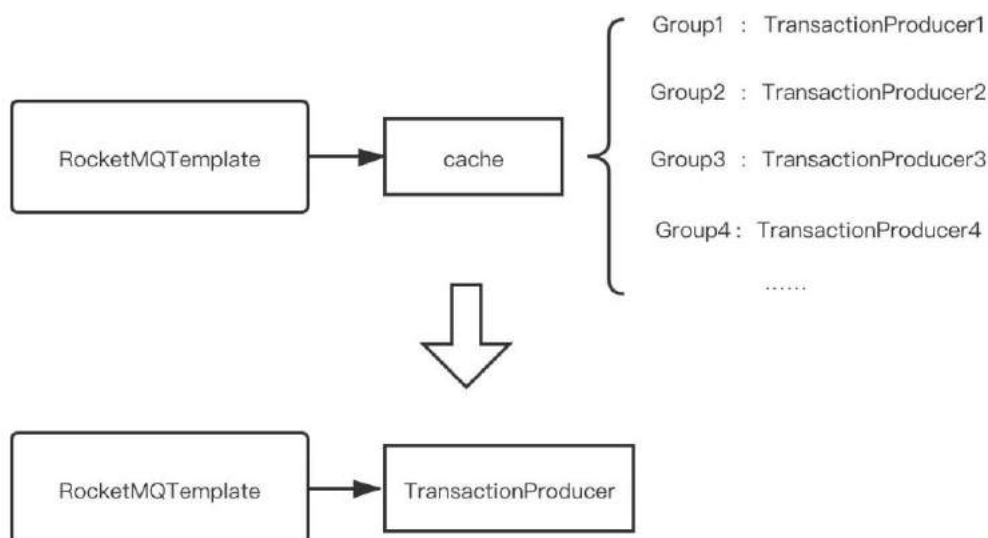 Group1 : TransactionProducer1
Group2 : TransactionProducer2
RocketMQTemplate
cache
Group3 : TransactionProducer3
Group4 : TransactionProducer4
......
RocketMQTemplate
TransactionProducer